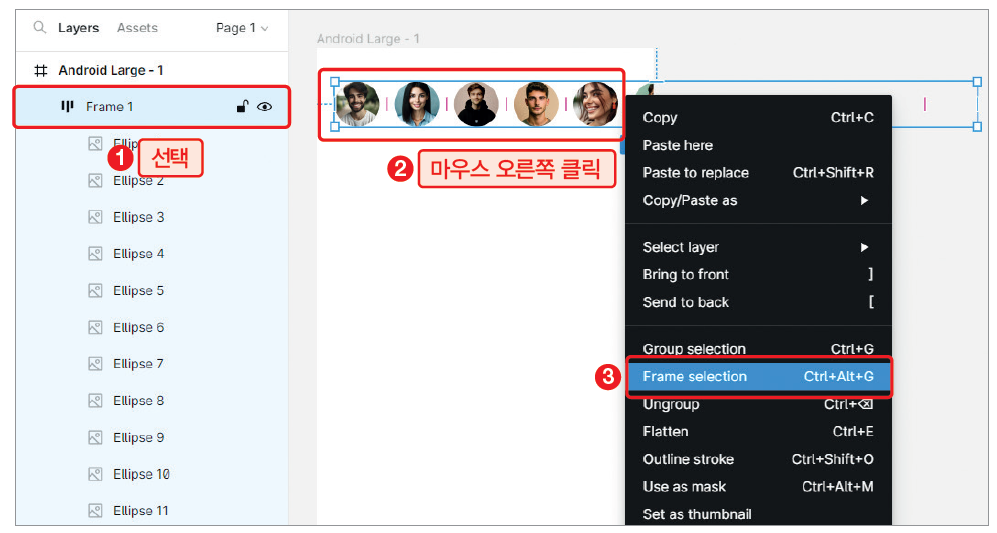 Layers Assets Page 1
Android Large - 1
Frame 1
Ellipse 2
Ellipse 3
Ellipse 4
Ellipse 5
Ellipse 6
Ellipse 7
Ellipse 8
Ellipse 9
Ellipse 10
Ellipse 11
1 선택
Android Large - 1
2 마우스 오른쪽 클릭
Copy Ctrl+C
Paste here
Paste to replace Ctrl+Shift+R
Copy/Paste as
Select layer
Bring to front ]
Send to back [
Group selection Ctrl+G
3 Frame selection Ctrl+Alt+G
Ungroup Ctrl+⌫
Flatten Ctrl+E
Outline stroke Ctrl+Shift+O
Use as mask Ctrl+Alt+M
Set as thumbnail